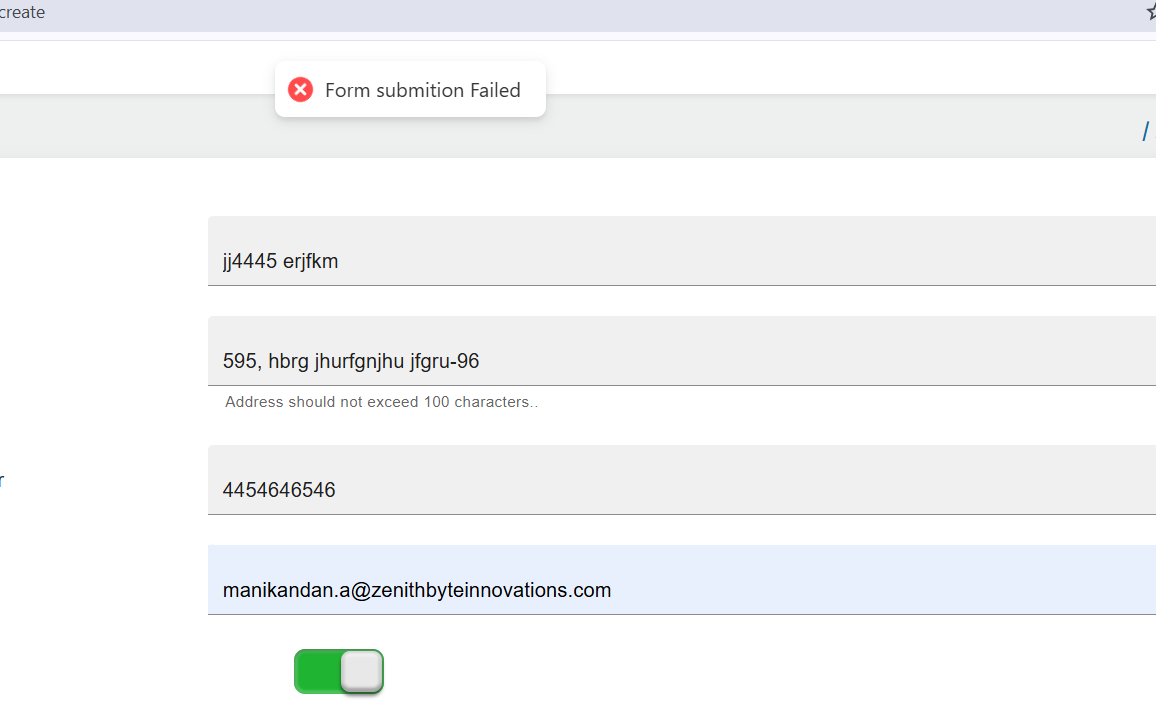 create
Form submition Failed
/
jj4445 erjfkm
595, hbrg jhurfgnjhu jfgru-96
Address should not exceed 100 characters..
r
4454646546
manikandan.a@zenithbyteinnovations.com